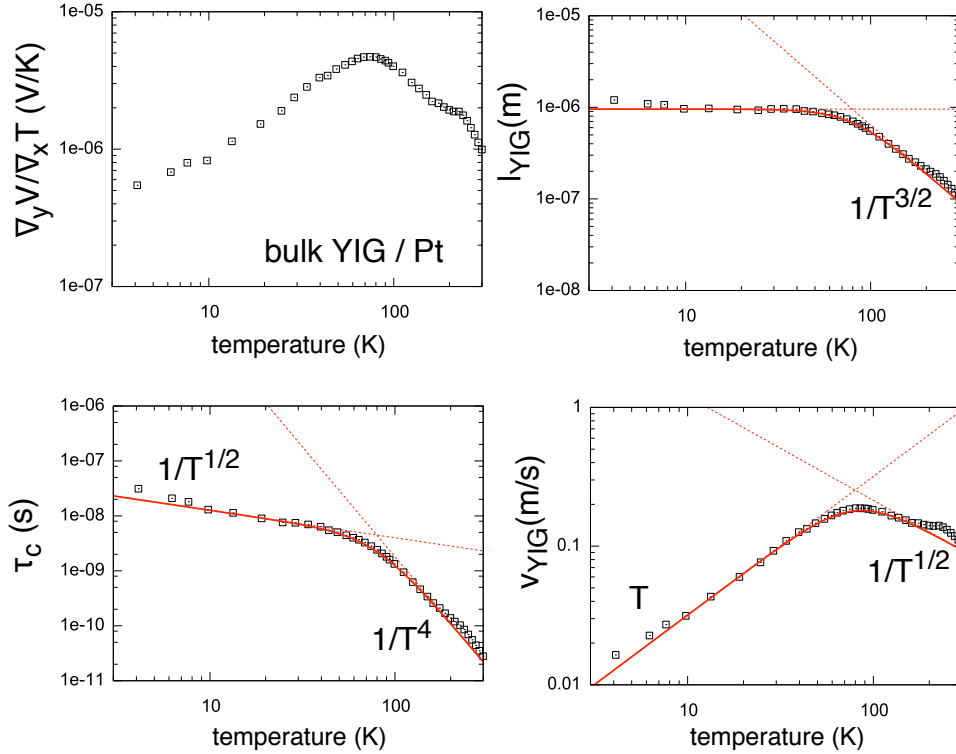 1e-05
1e-06
1e-07
∇yV/∇xT (V/K)
bulk YIG / Pt
10
100
temperature (K)
1e-05
1e-06
1e-07
1e-08
lYIG(m)
1/T3/2
10
100
temperature (K)
1e-06
1e-07
1e-08
1e-09
1e-10
1e-11
τc (s)
1/T1/2
1/T4
10
100
temperature (K)
1
0.1
0.01
vYIG(m/s)
T
1/T1/2
10
100
temperature (K)